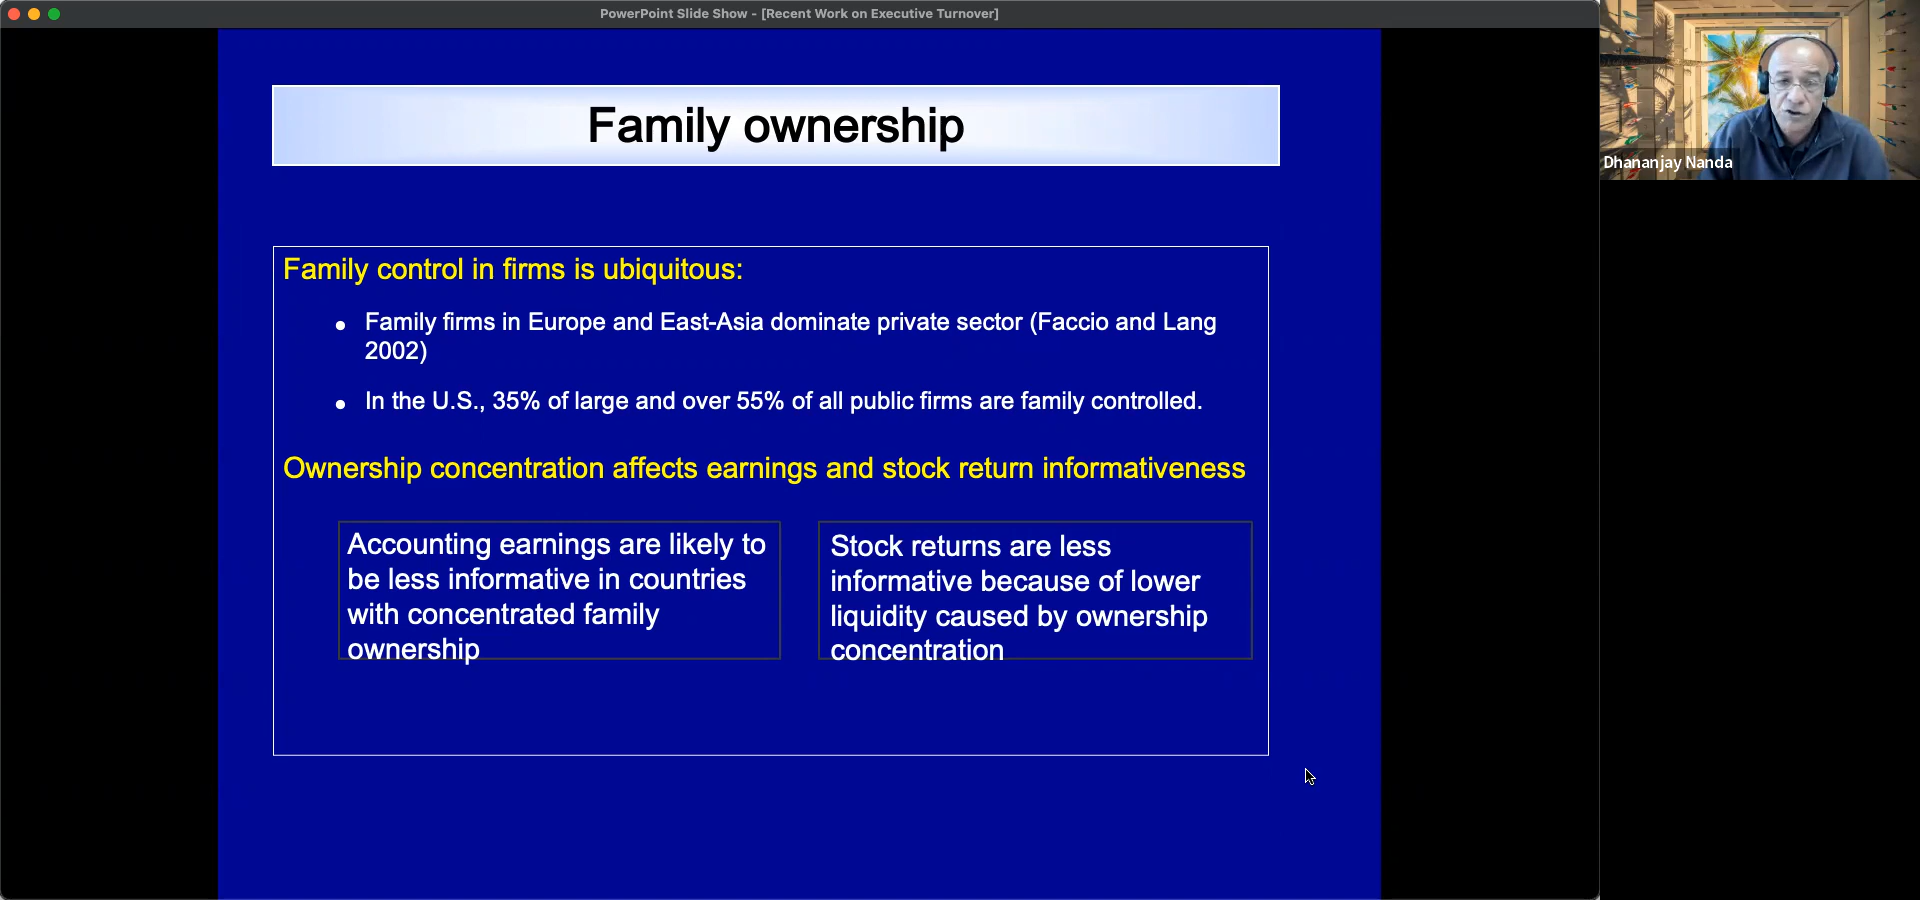 PowerPoint Slide Show - [Recent Work on Executive Turnover]
Family ownership
Dhananjay Nanda
Family control in firms is ubiquitous:
• Family firms in Europe and East-Asia dominate private sector (Faccio and Lang
2002)
• In the U.S., 35% of large and over 55% of all public firms are family controlled.
Ownership concentration affects earnings and stock return informativeness
Accounting earnings are likely to
be less informative in countries
with concentrated family
ownership
Stock returns are less
informative because of lower
liquidity caused by ownership
concentration